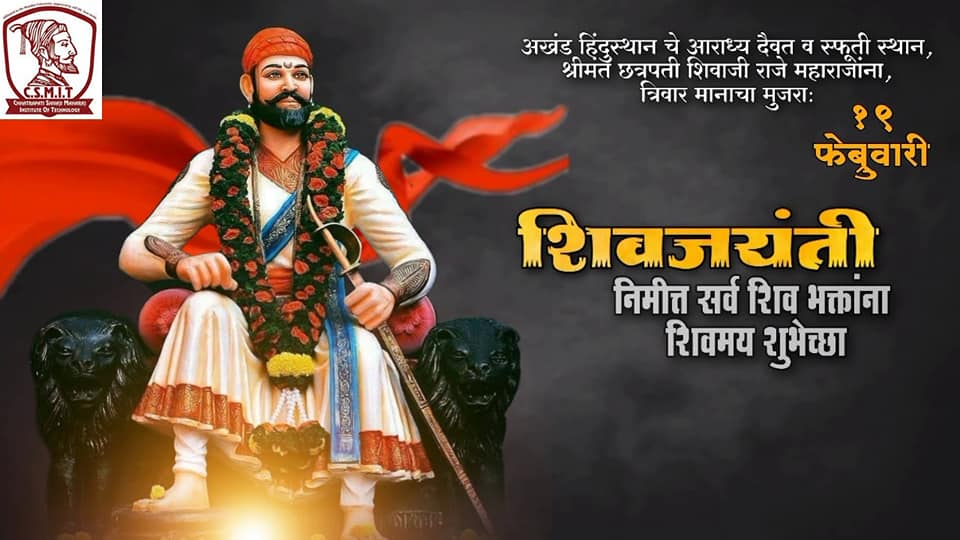 C.S.M.I.T
CHHATRAPATI SHIVAJI MAHARAJ
INSTITUTE OF TECHNOLOGY
अखंड हिंदुस्थान चे आराध्य दैवत व स्फूर्ती स्थान,
श्रीमंत छत्रपती शिवाजी राजे महाराजांना,
त्रिवार मानाचा मुजराः
१९
फेब्रुवारी
शिवजयंती
निमीत्त सर्व शिव भक्तांना
शिवमय शुभेच्छा